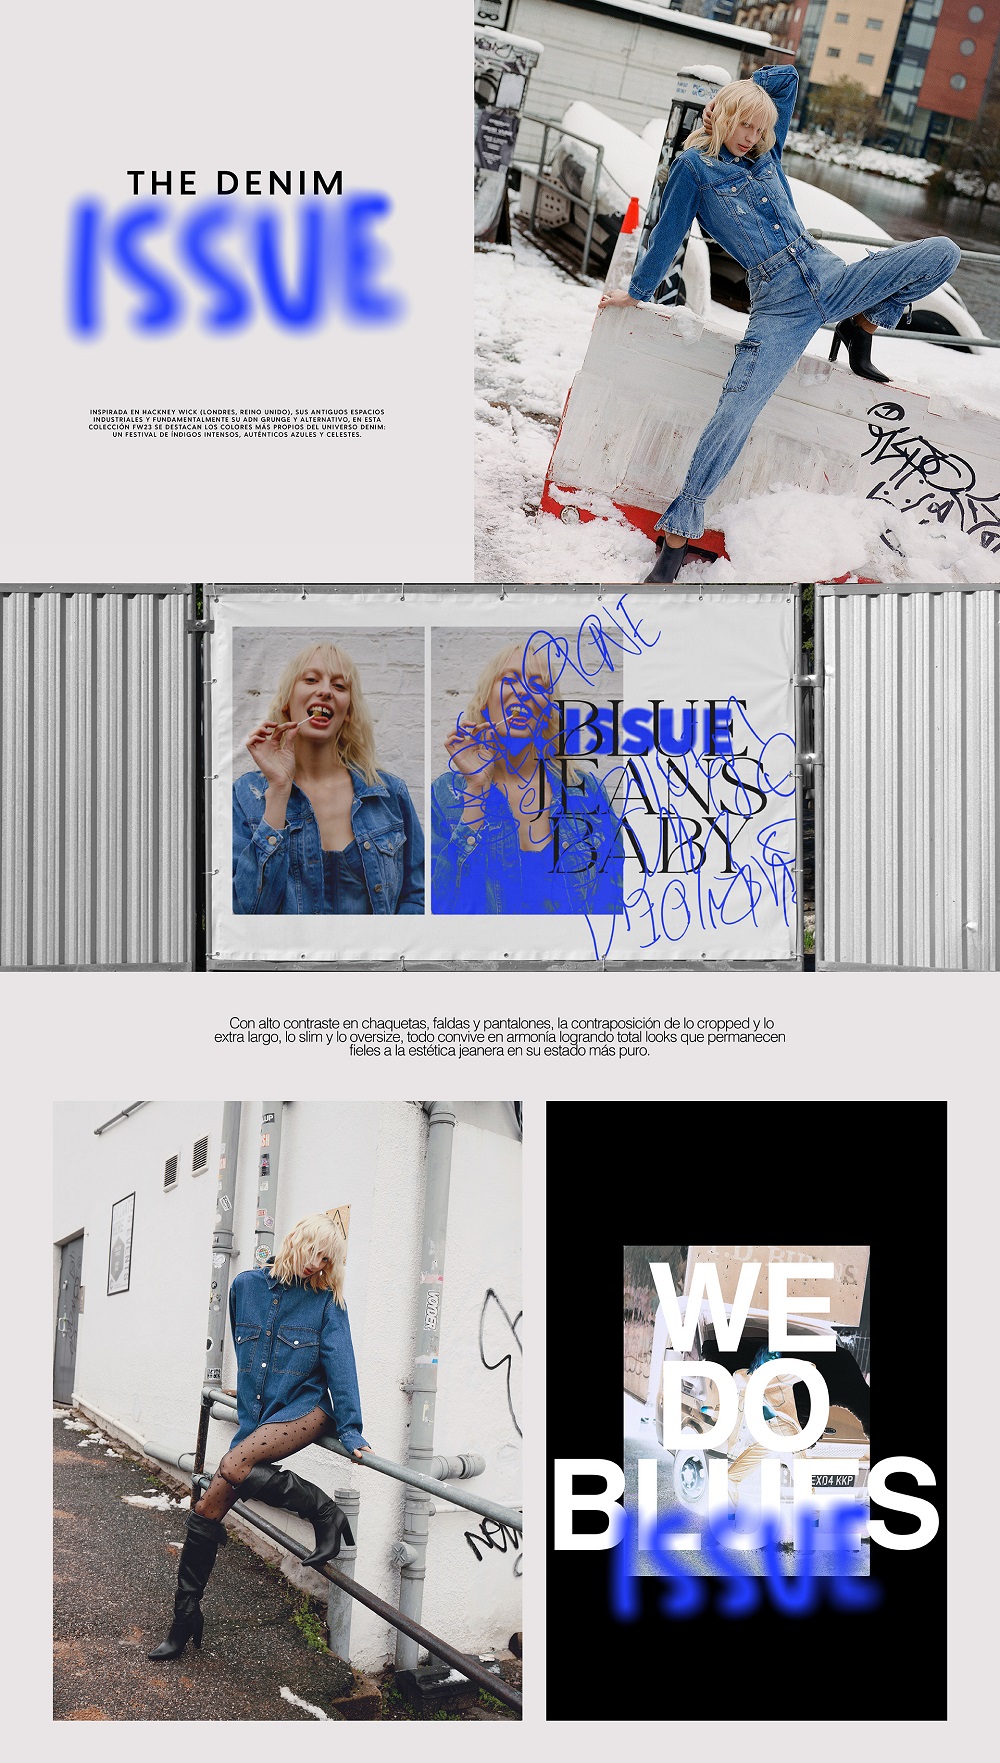 THE DENIM
ISSUE
INSPIRADA EN HACKNEY WICK (LONDRES, REINO UNIDO), SUS ANTIGUOS ESPACIOS
INDUSTRIALES Y FUNDAMENTALMENTE SU ADN GRUNGE Y ALTERNATIVO, EN ESTA
COLECCIÓN FW23 SE DESTACAN LOS COLORES MÁS PROPIOS DEL UNIVERSO DENIM:
UN FESTIVAL DE ÍNDIGOS INTENSOS, AUTÉNTICOS AZULES Y CELESTES.
BLUE
ISSUE
JEANS
BABY
Con alto contraste en chaquetas, faldas y pantalones, la contraposición de lo cropped y lo
extra largo, lo slim y lo oversize, todo convive en armonía logrando total looks que permanecen
fieles a la estética jeanera en su estado más puro.
WE
DO
EX04 KKP
BLUES
ISSUE